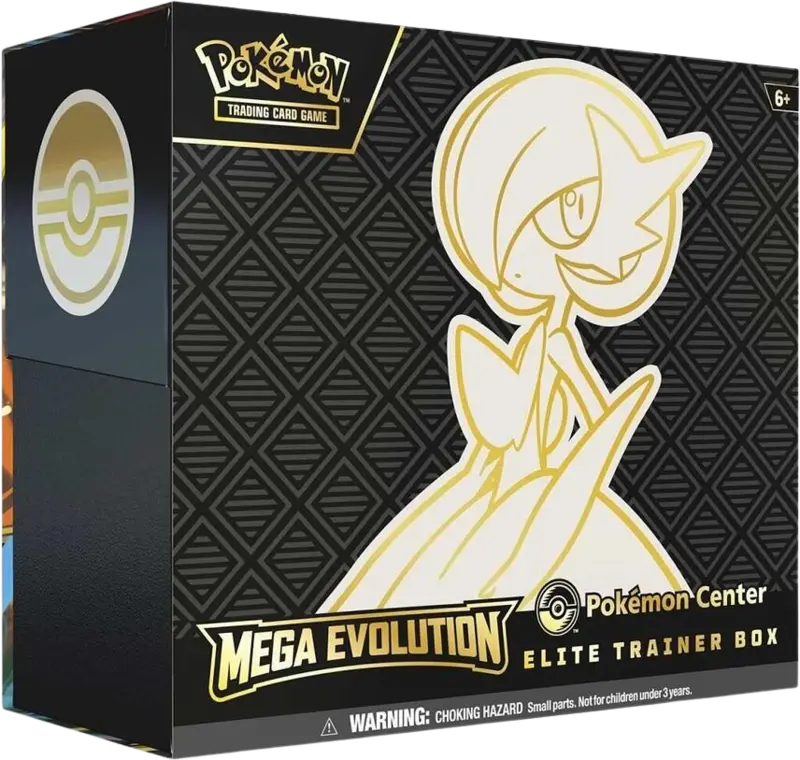 POKéMON™
TRADING CARD GAME
6+
Pokémon Center
MEGA EVOLUTION
ELITE TRAINER BOX
WARNING: CHOKING HAZARD Small parts. Not for children under 3 years.